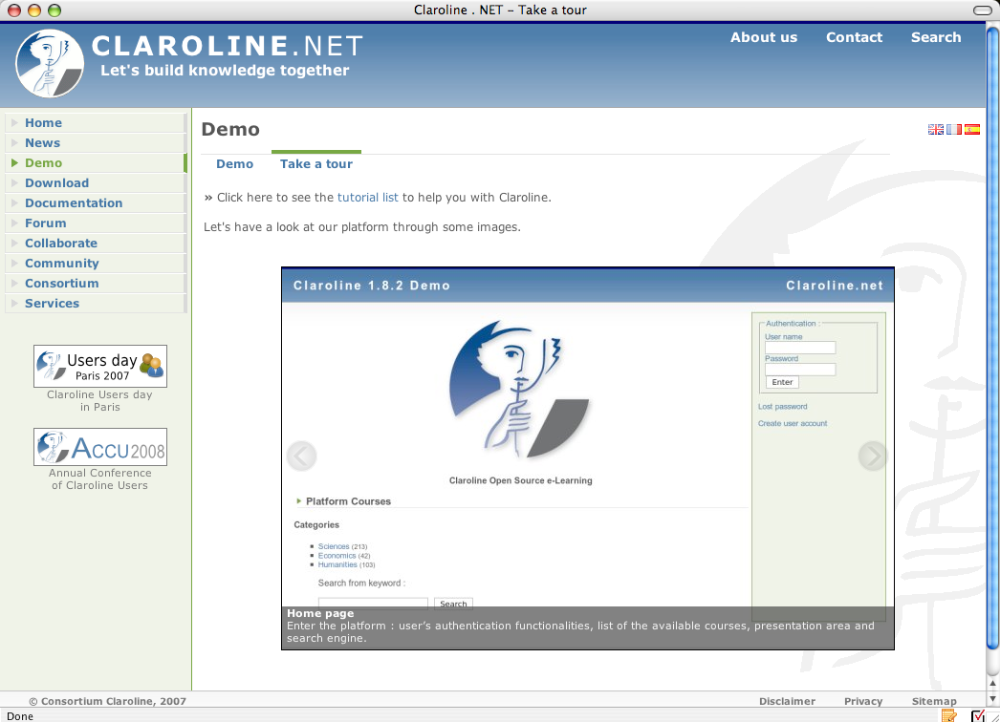 Claroline . NET – Take a tour
CLAROLINE.NET
Let's build knowledge together
About us
Contact
Search
Home
News
Demo
Download
Documentation
Forum
Collaborate
Community
Consortium
Services
Users day
Paris 2007
Claroline Users day
in Paris
ACCU2008
Annual Conference
of Claroline Users
Demo
Demo
Take a tour
» Click here to see the tutorial list to help you with Claroline.
Let's have a look at our platform through some images.
Claroline 1.8.2 Demo
Claroline.net
Claroline Open Source e-Learning
Platform Courses
Categories
Sciences (213)
Economics (42)
Humanities (103)
Search from keyword :
Search
Authentication :
User name
Password
Enter
Lost password
Create user account
Home page
Enter the platform : user's authentication functionalities, list of the available courses, presentation area and
search engine.
© Consortium Claroline, 2007
Disclaimer
Privacy
Sitemap
Done